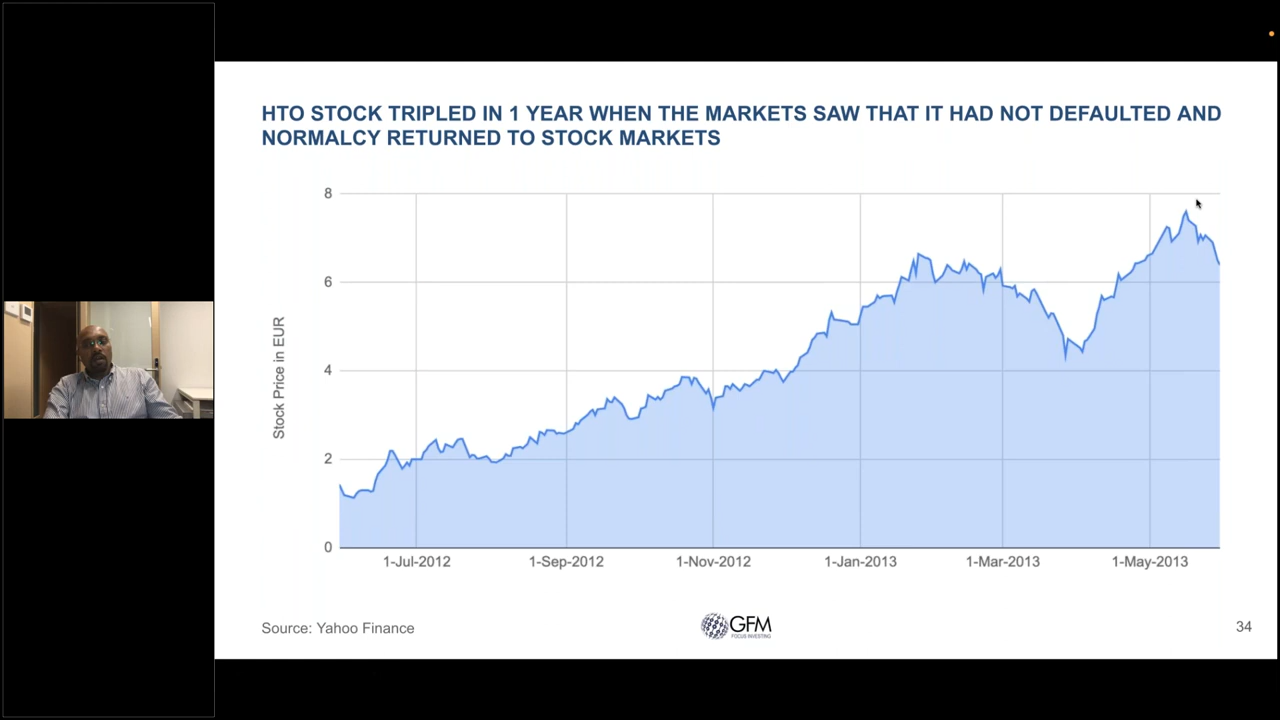 HTO STOCK TRIPLED IN 1 YEAR WHEN THE MARKETS SAW THAT IT HAD NOT DEFAULTED AND
NORMALCY RETURNED TO STOCK MARKETS
Stock Price in EUR
8
6
4
2
0
1-Jul-2012
1-Sep-2012
1-Nov-2012
1-Jan-2013
1-Mar-2013
1-May-2013
Source: Yahoo Finance
GFM
FOCUS INVESTING
34